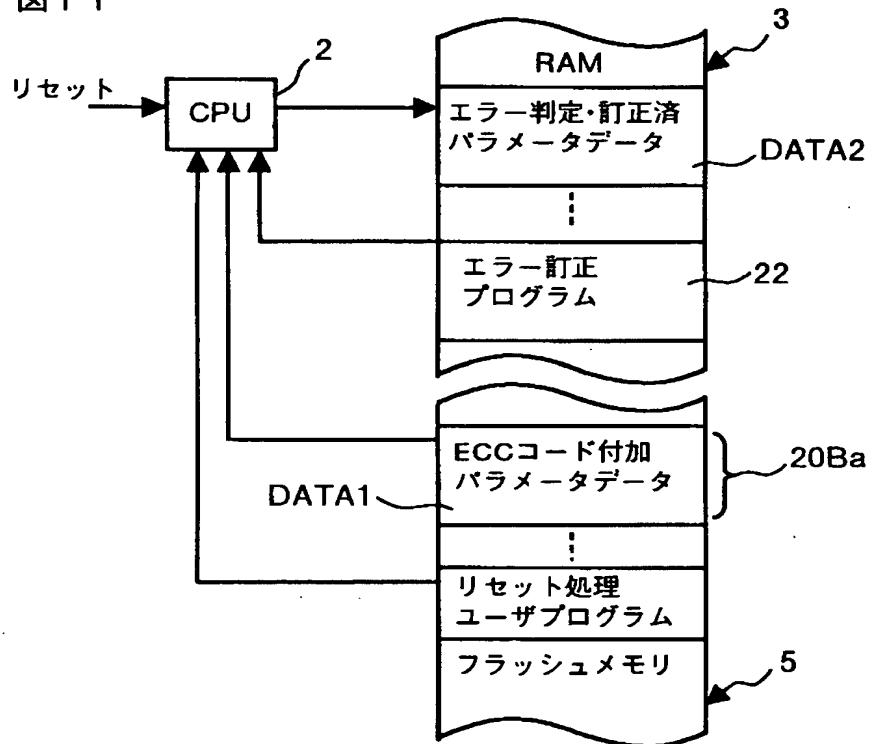 リセット
CPU
2
RAM
3
エラー判定・訂正済
パラメータデータ
DATA2
エラー訂正
プログラム
22
ECCコード付加
パラメータデータ
20Ba
DATA1
リセット処理
ユーザプログラム
フラッシュメモリ
5